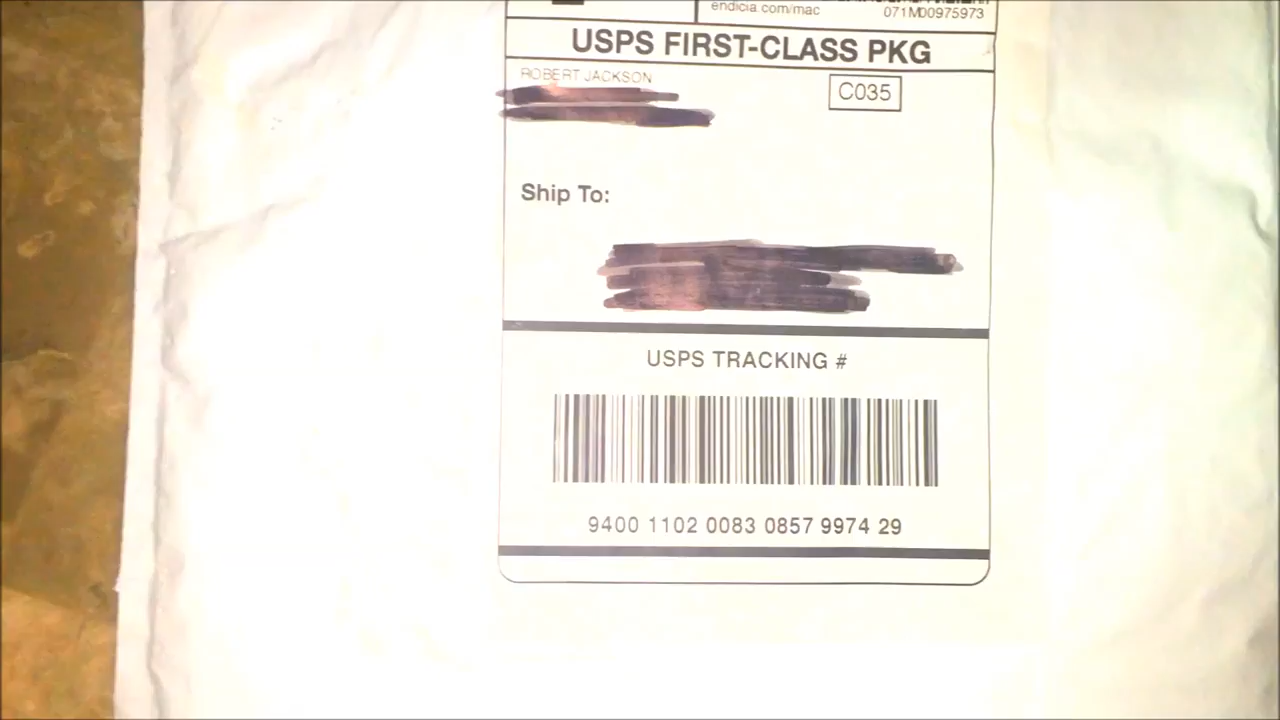 endicia.com/mac 071M00975973
USPS FIRST-CLASS PKG
ROBERT JACKSON
C035
Ship To:
USPS TRACKING #
9400 1102 0083 0857 9974 29